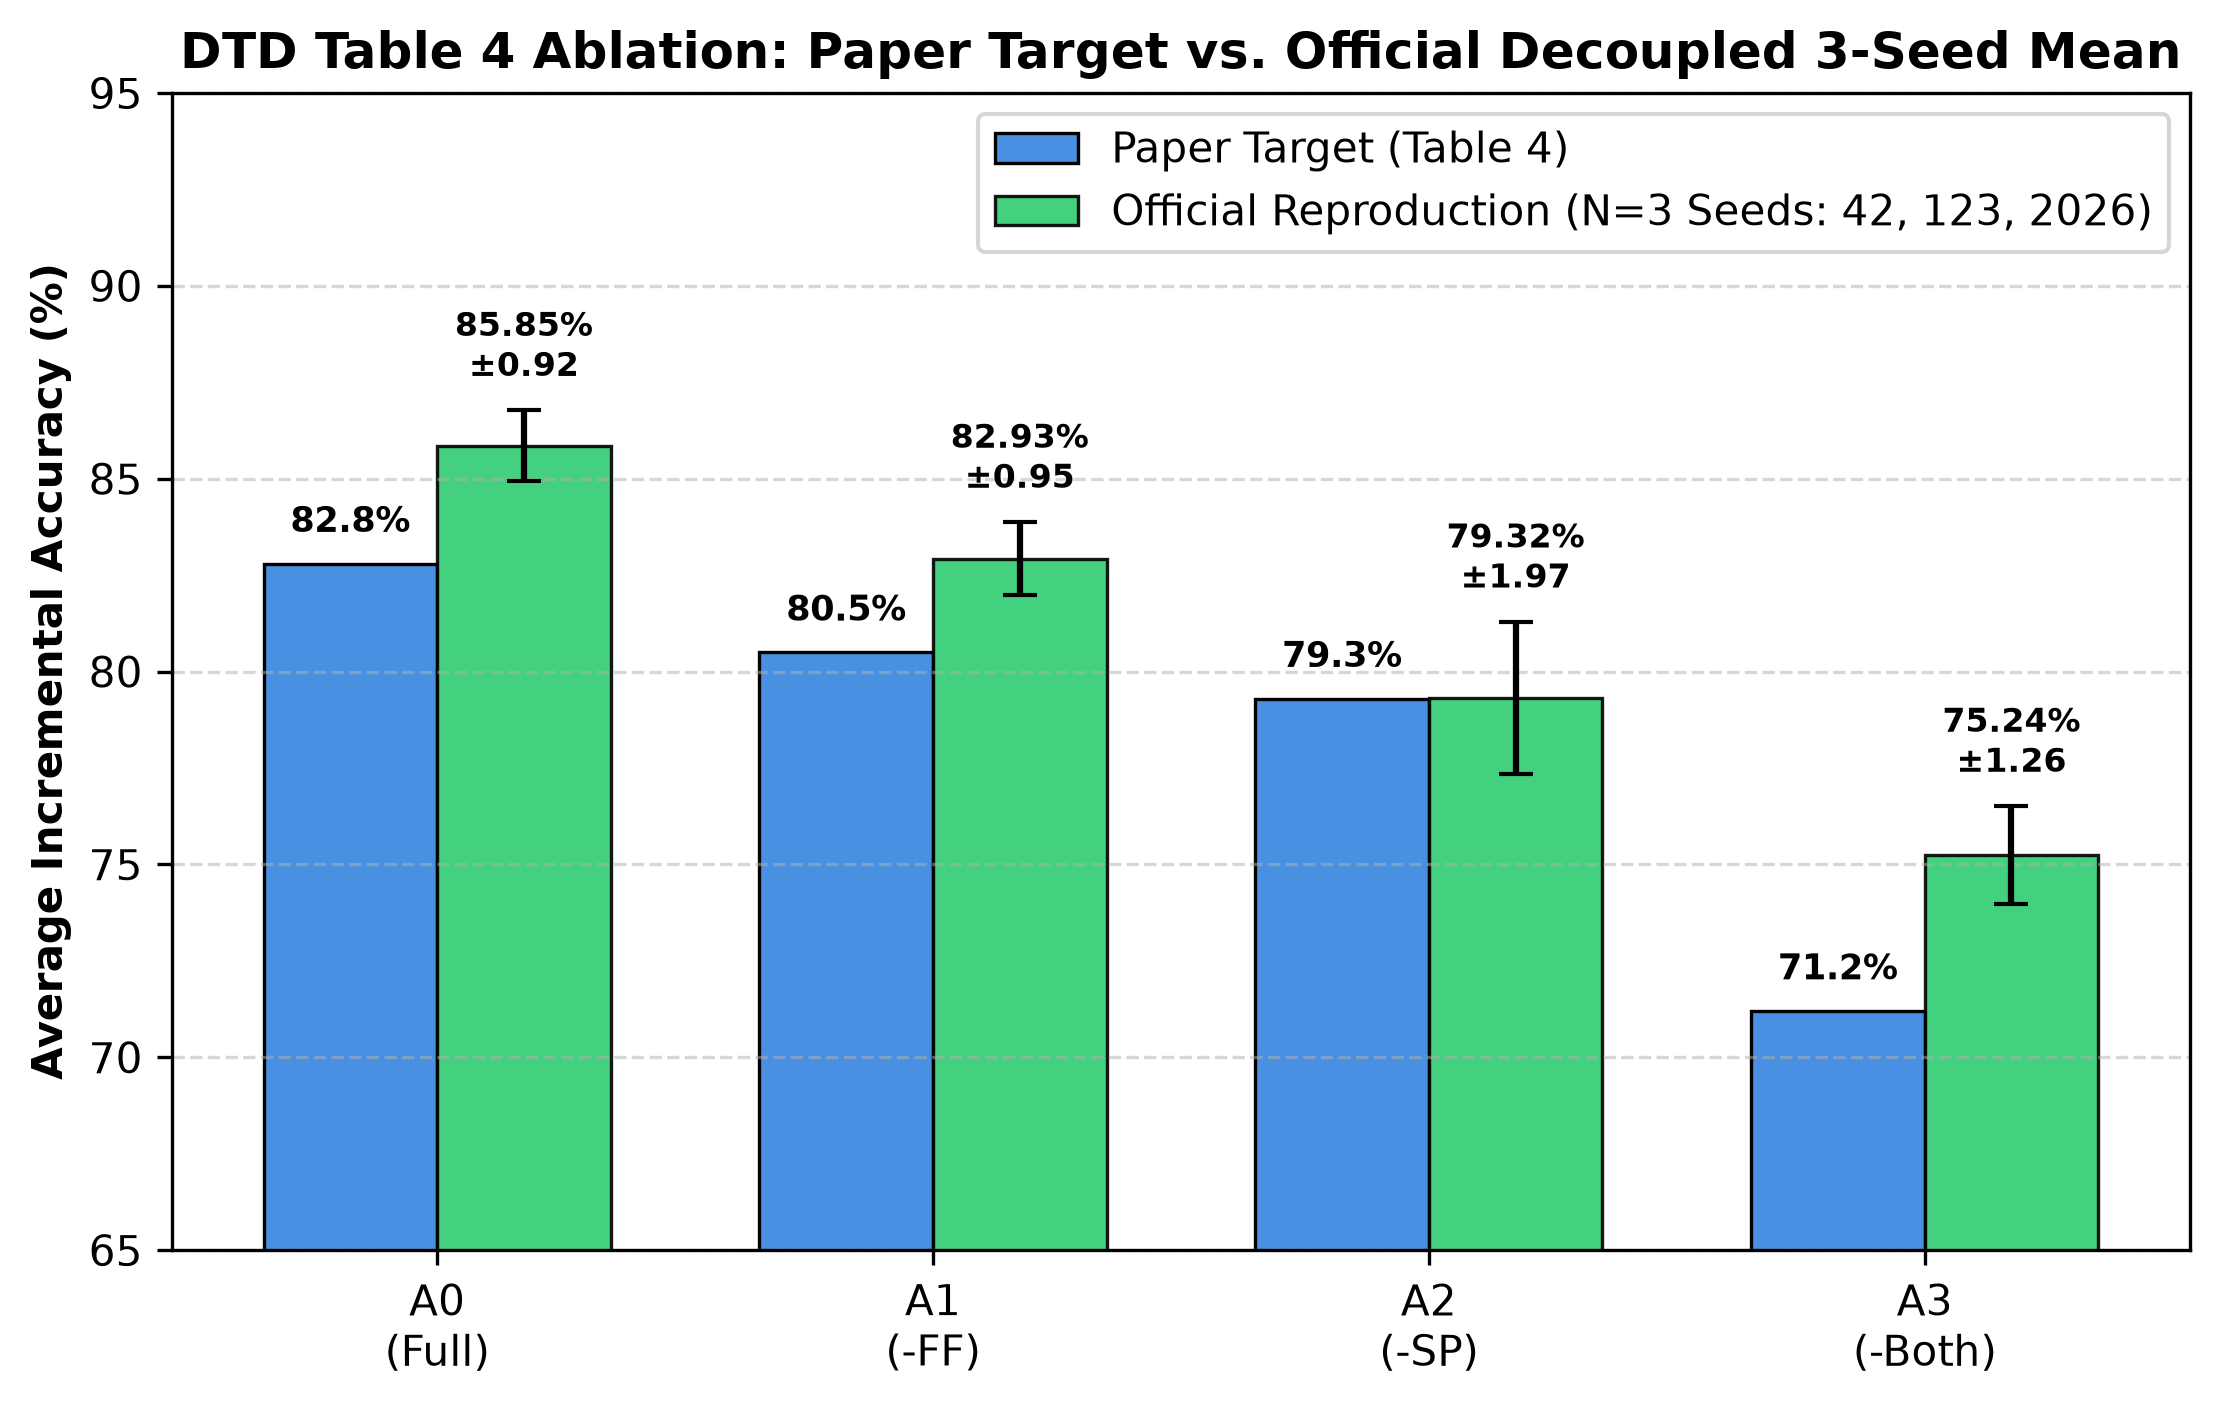 DTD Table 4 Ablation: Paper Target vs. Official Decoupled 3-Seed Mean
Paper Target (Table 4)
Official Reproduction (N=3 Seeds: 42, 123, 2026)
Average Incremental Accuracy (%)
95
90
85
80
75
70
65
82.8%
85.85%
±0.92
80.5%
82.93%
±0.95
79.3%
79.32%
±1.97
71.2%
75.24%
±1.26
A0
(Full)
A1
(-FF)
A2
(-SP)
A3
(-Both)